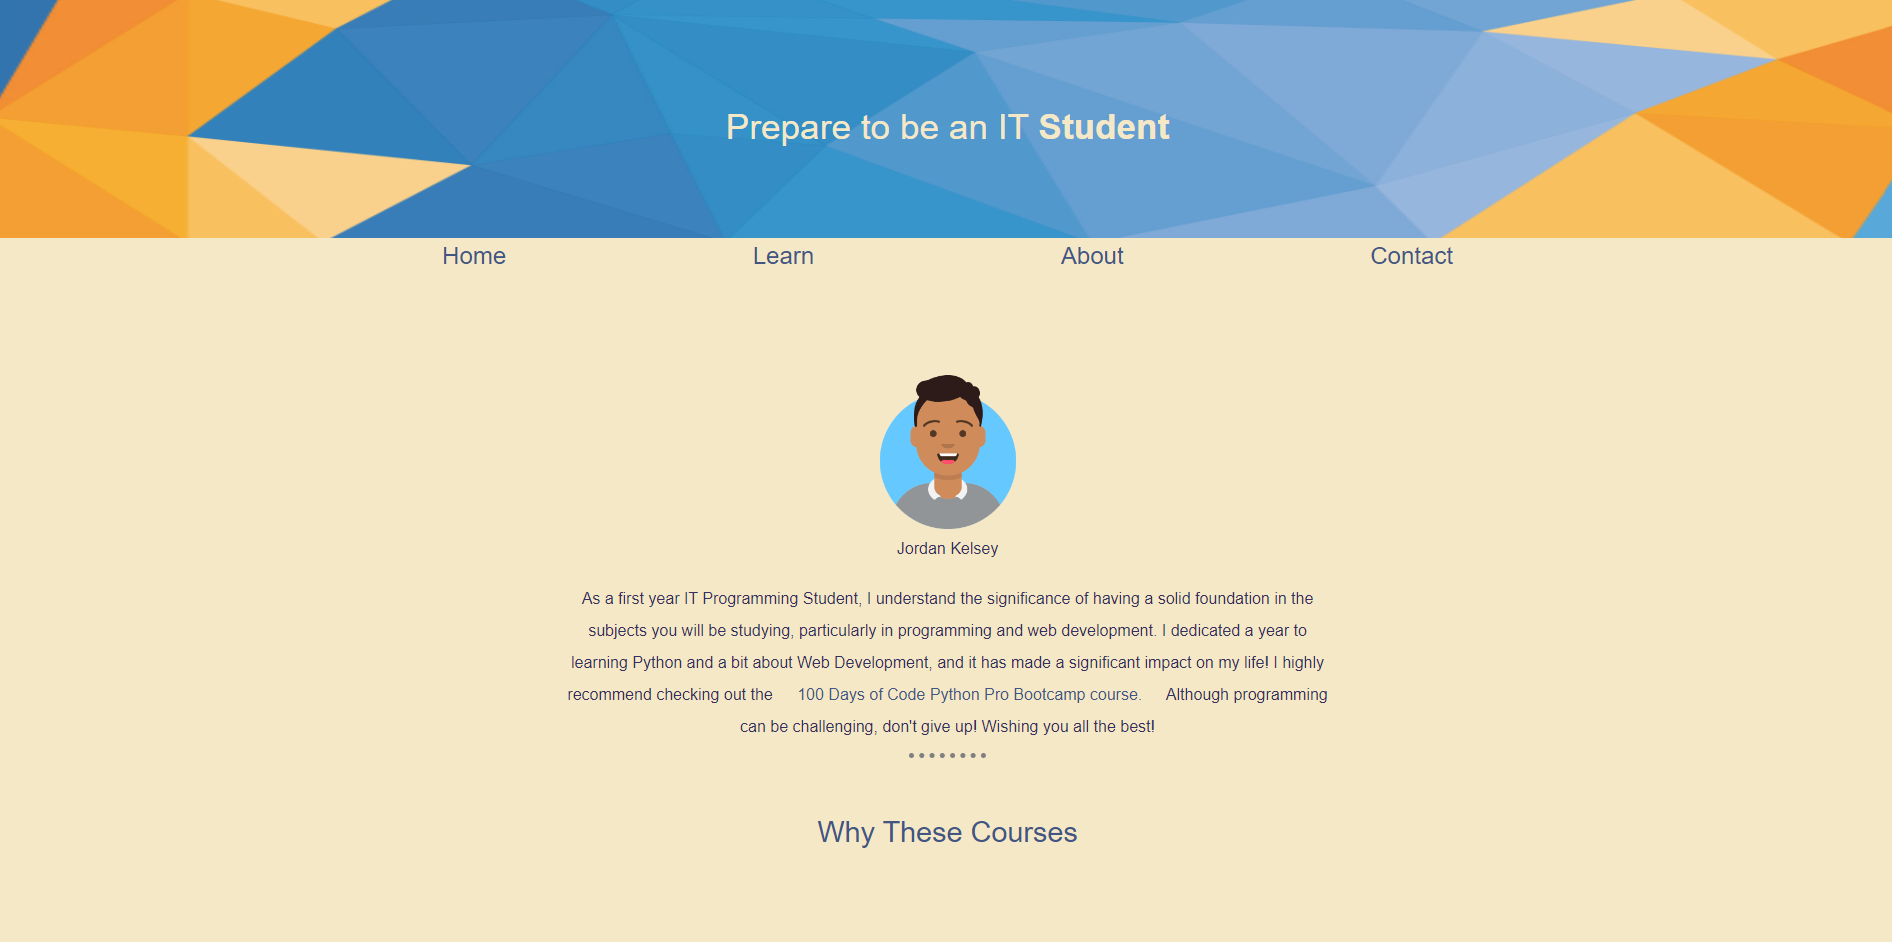 Prepare to be an IT Student
Home Learn About Contact
Jordan Kelsey
As a first year IT Programming Student, I understand the significance of having a solid foundation in the
subjects you will be studying, particularly in programming and web development. I dedicated a year to
learning Python and a bit about Web Development, and it has made a significant impact on my life! I highly
recommend checking out the 100 Days of Code Python Pro Bootcamp course. Although programming
can be challenging, don't give up! Wishing you all the best!
Why These Courses